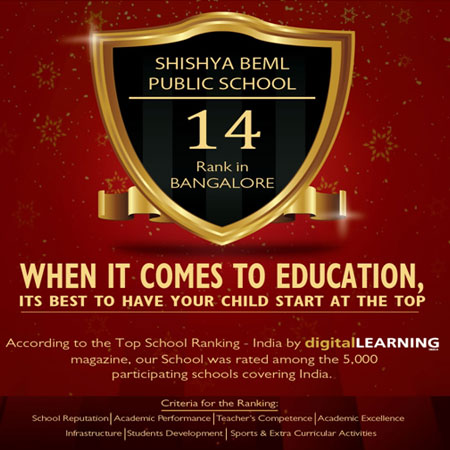 SHISHYA BEML
PUBLIC SCHOOL
14
Rank in
BANGALORE
WHEN IT COMES TO EDUCATION,
ITS BEST TO HAVE YOUR CHILD START AT THE TOP
According to the Top School Ranking - India by digitalLEARNING
magazine, our School was rated among the 5,000
participating schools covering India.
Criteria for the Ranking:
School Reputation|Academic Performance|Teacher's Competence|Academic Excellence
Infrastructure|Students Development | Sports & Extra Curricular Activities